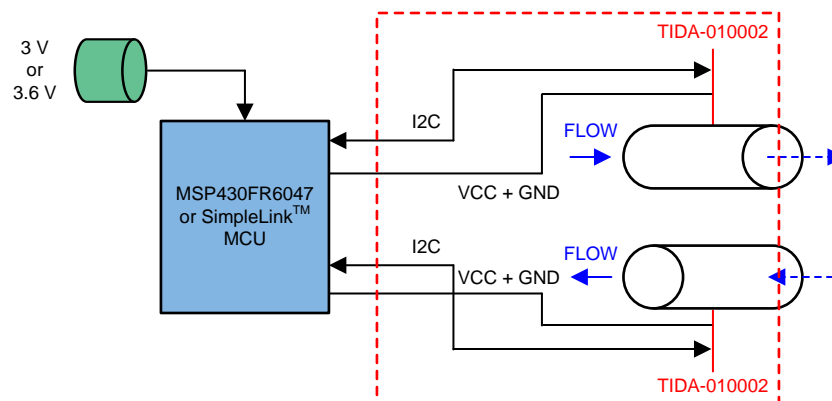 TIDA-010002
3 V
or
3.6 V
I2C
FLOW
MSP430FR6047
or SimpleLink™
MCU
VCC + GND
I2C
FLOW
VCC + GND
TIDA-010002